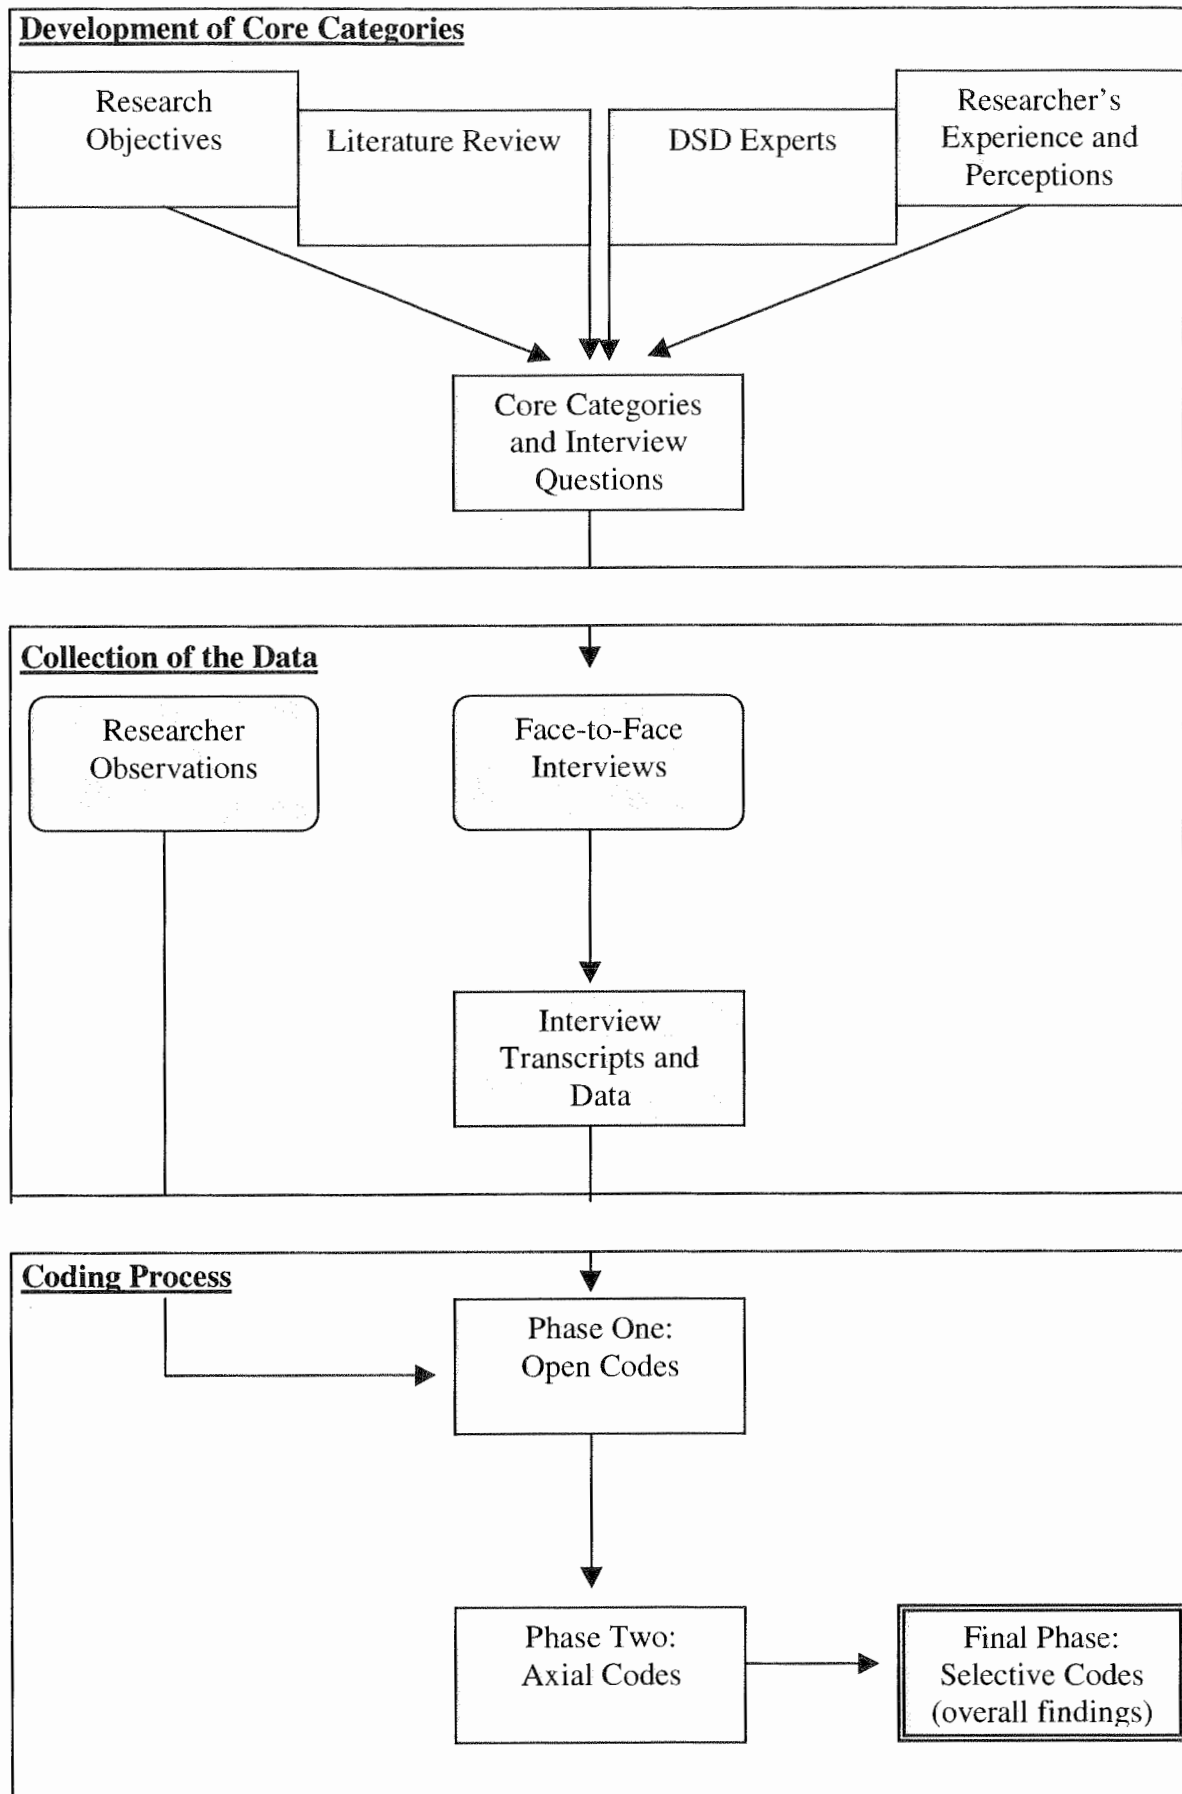 Development of Core Categories
Research
Objectives
Literature Review
DSD Experts
Researcher's
Experience and
Perceptions
Core Categories
and Interview
Questions
Collection of the Data
Researcher
Observations
Face-to-Face
Interviews
Interview
Transcripts and
Data
Coding Process
Phase One:
Open Codes
Phase Two:
Axial Codes
Final Phase:
Selective Codes
(overall findings)